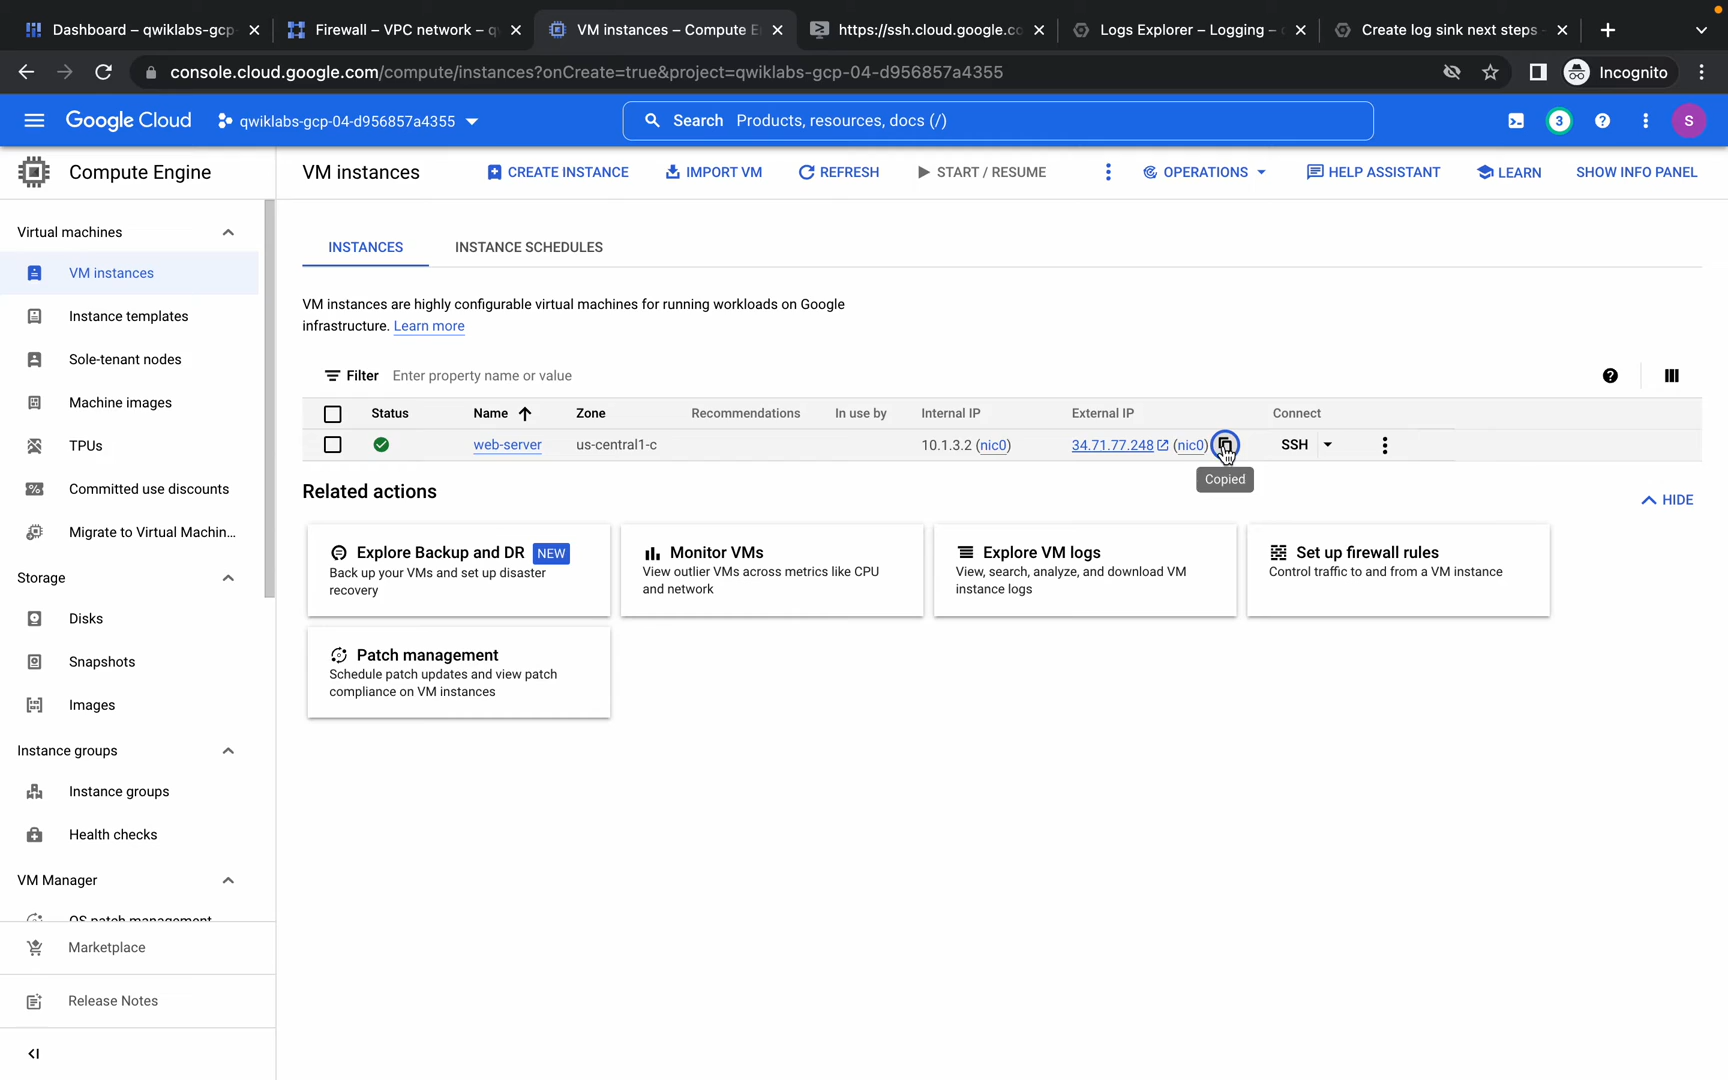 Dashboard – qwiklabs-gcp-
Firewall – VPC network – q
VM instances – Compute E
https://ssh.cloud.google.co
Logs Explorer – Logging –
Create log sink next steps
console.cloud.google.com/compute/instances?onCreate=true&project=qwiklabs-gcp-04-d956857a4355
Incognito
Google Cloud
qwiklabs-gcp-04-d956857a4355
Search Products, resources, docs (/)
3
S
Compute Engine
VM instances
CREATE INSTANCE
IMPORT VM
REFRESH
START / RESUME
OPERATIONS
HELP ASSISTANT
LEARN
SHOW INFO PANEL
Virtual machines
VM instances
Instance templates
Sole-tenant nodes
Machine images
TPUs
Committed use discounts
Migrate to Virtual Machin...
Storage
Disks
Snapshots
Images
Instance groups
Instance groups
Health checks
VM Manager
OS patch management
Marketplace
Release Notes
INSTANCES
INSTANCE SCHEDULES
VM instances are highly configurable virtual machines for running workloads on Google
infrastructure. Learn more
Filter Enter property name or value
Status Name Zone Recommendations In use by Internal IP External IP Connect
web-server us-central1-c 10.1.3.2 (nic0) 34.71.77.248 (nic0) SSH
Copied
Related actions
HIDE
Explore Backup and DR NEW
Back up your VMs and set up disaster
recovery
Monitor VMs
View outlier VMs across metrics like CPU
and network
Explore VM logs
View, search, analyze, and download VM
instance logs
Set up firewall rules
Control traffic to and from a VM instance
Patch management
Schedule patch updates and view patch
compliance on VM instances